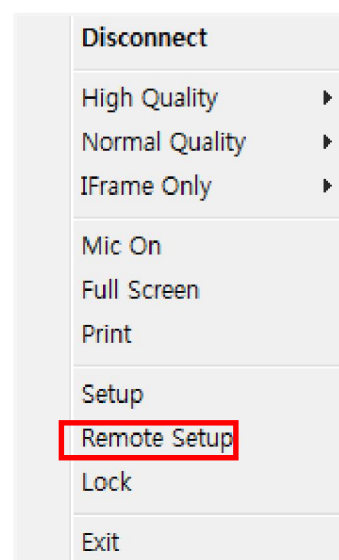 Disconnect
High Quality
Normal Quality
IFrame Only
Mic On
Full Screen
Print
Setup
Remote Setup
Lock
Exit